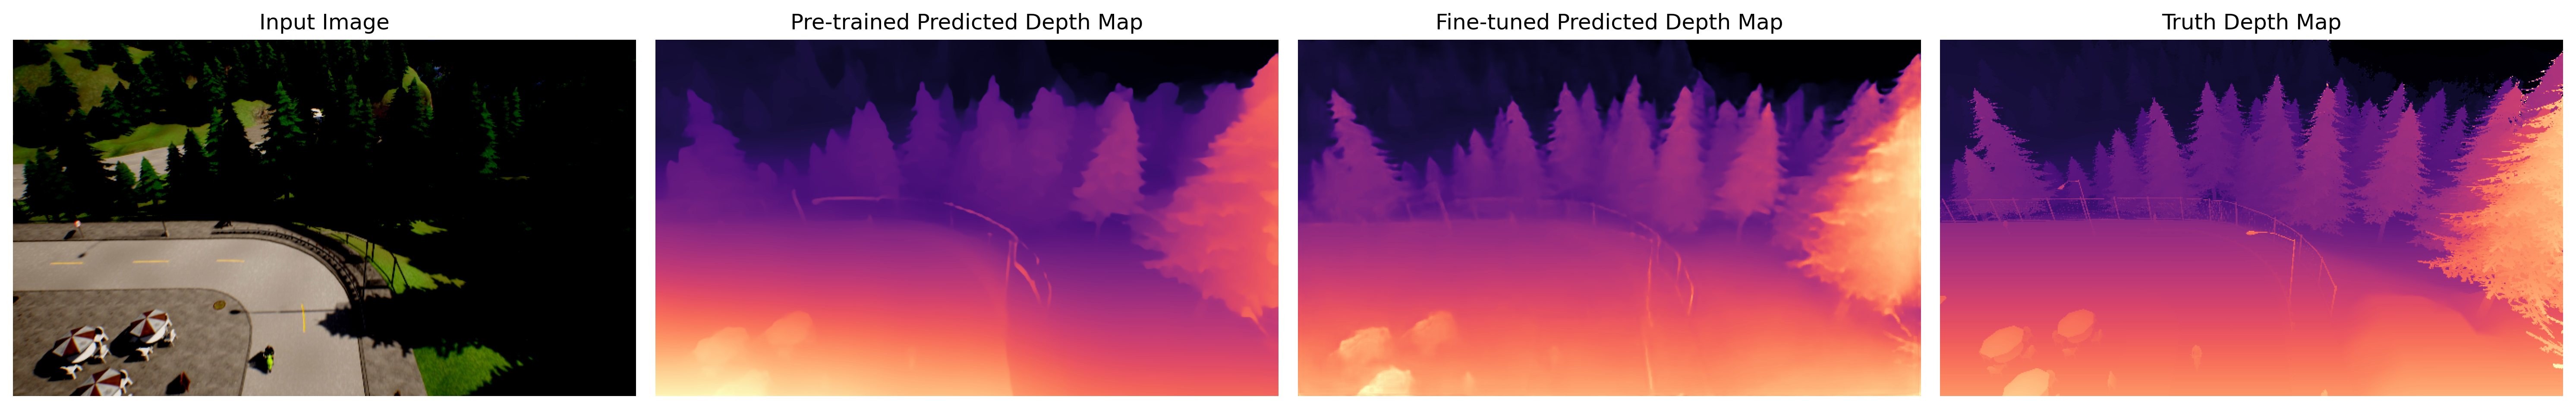 Input Image
Pre-trained Predicted Depth Map
Fine-tuned Predicted Depth Map
Truth Depth Map